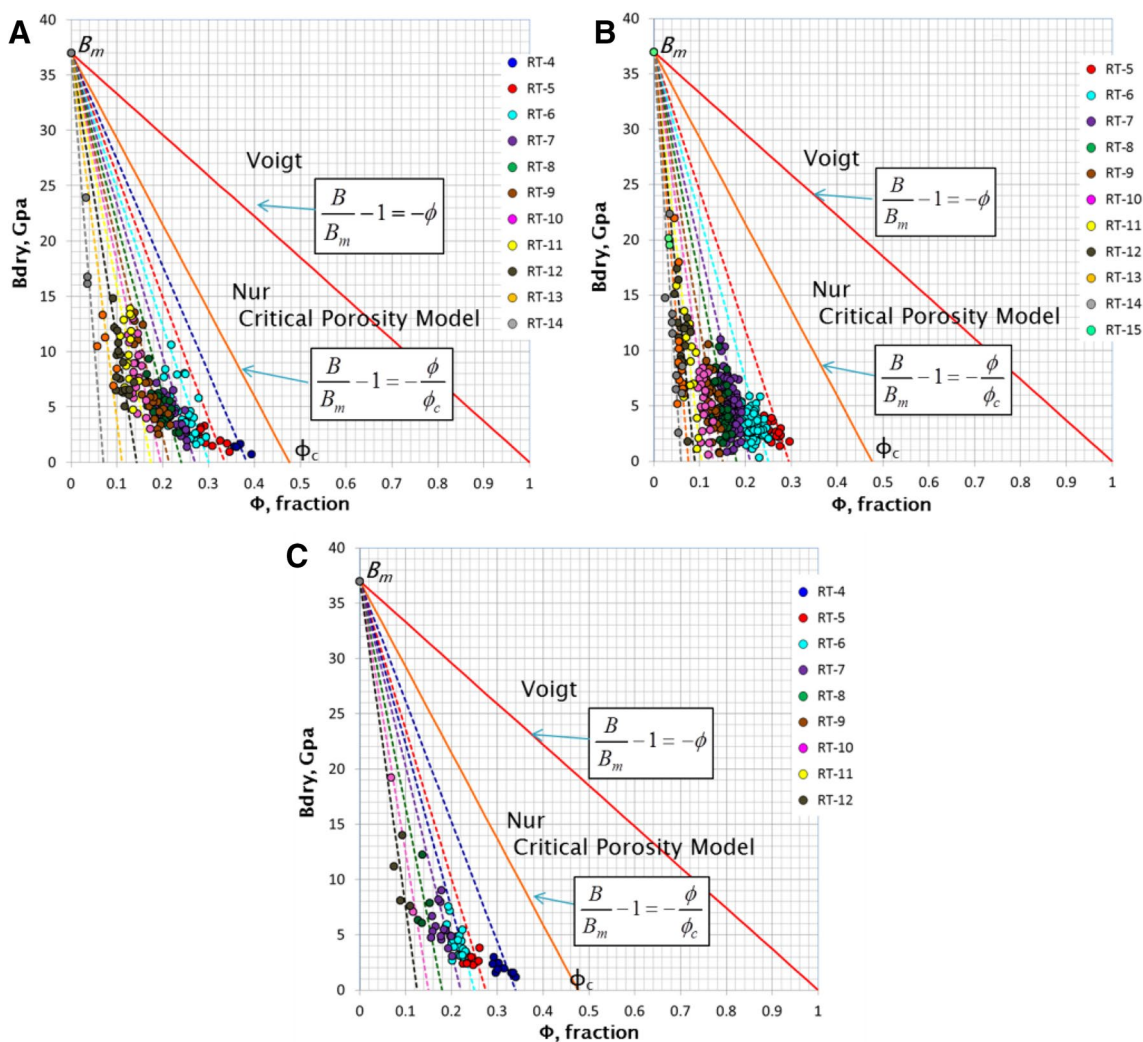 A
40
35
30
25
20
15
10
5
0
Bdry, Gpa
B_m
Voigt
B/B_m − 1 = −ϕ
Nur
Critical Porosity Model
B/B_m − 1 = −ϕ/ϕ_c
ϕ_c
0 0.1 0.2 0.3 0.4 0.5 0.6 0.7 0.8 0.9 1
Φ, fraction
RT-4
RT-5
RT-6
RT-7
RT-8
RT-9
RT-10
RT-11
RT-12
RT-13
RT-14
B
40
35
30
25
20
15
10
5
0
Bdry, Gpa
B_m
Voigt
B/B_m − 1 = −ϕ
Nur
Critical Porosity Model
B/B_m − 1 = −ϕ/ϕ_c
ϕ_c
0 0.1 0.2 0.3 0.4 0.5 0.6 0.7 0.8 0.9 1
Φ, fraction
RT-5
RT-6
RT-7
RT-8
RT-9
RT-10
RT-11
RT-12
RT-13
RT-14
RT-15
C
40
35
30
25
20
15
10
5
0
Bdry, Gpa
B_m
Voigt
B/B_m − 1 = −ϕ
Nur
Critical Porosity Model
B/B_m − 1 = −ϕ/ϕ_c
ϕ_c
0 0.1 0.2 0.3 0.4 0.5 0.6 0.7 0.8 0.9 1
Φ, fraction
RT-4
RT-5
RT-6
RT-7
RT-8
RT-9
RT-10
RT-11
RT-12